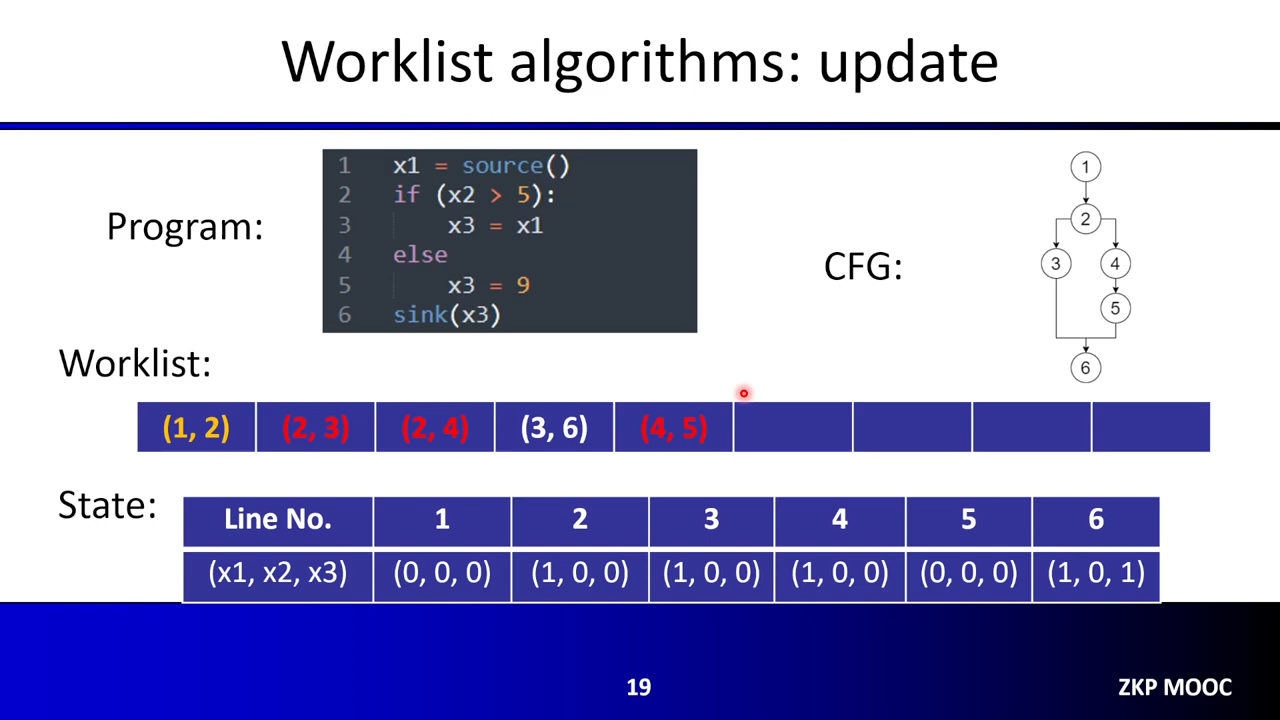 Worklist algorithms: update
Program:
1 x1 = source()
2 if (x2 > 5):
3 x3 = x1
4 else
5 x3 = 9
6 sink(x3)
CFG:
1
2
3 4
5
6
Worklist:
(1, 2) (2, 3) (2, 4) (3, 6) (4, 5)
State:
Line No. 1 2 3 4 5 6
(x1, x2, x3) (0, 0, 0) (1, 0, 0) (1, 0, 0) (1, 0, 0) (0, 0, 0) (1, 0, 1)
19
ZKP MOOC